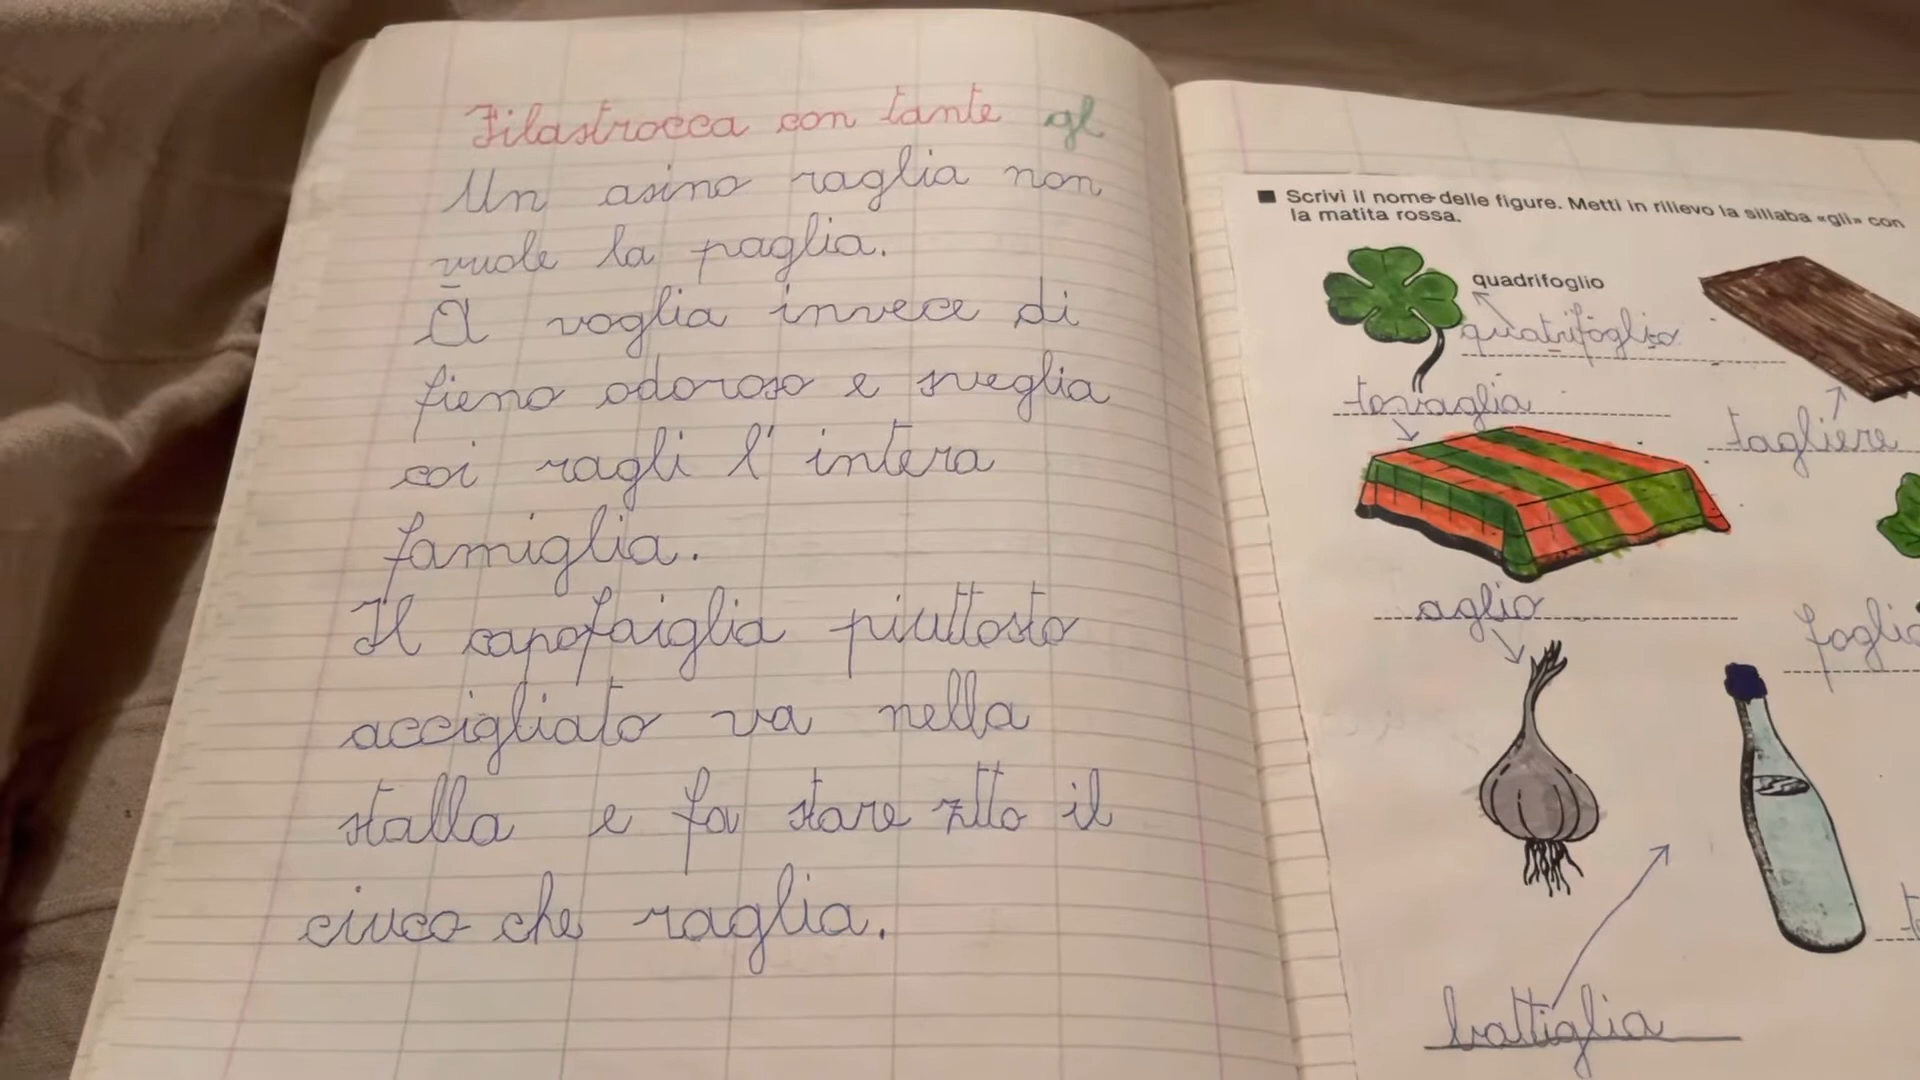 Filastrocca con tante gl
Un asino raglia non
vuole la paglia.
A voglia invece di
fieno odoroso e sveglia
coi ragli l' intera
famiglia.
Il capofaiglia piuttosto
accigliato va nella
stalla e fa stare zitto il
ciuco che raglia.
■ Scrivi il nome delle figure. Metti in rilievo la sillaba «gli» con
la matita rossa.
quadrifoglio
quatrifoglio
tovaglia
tagliere
aglio
foglia
battiglia